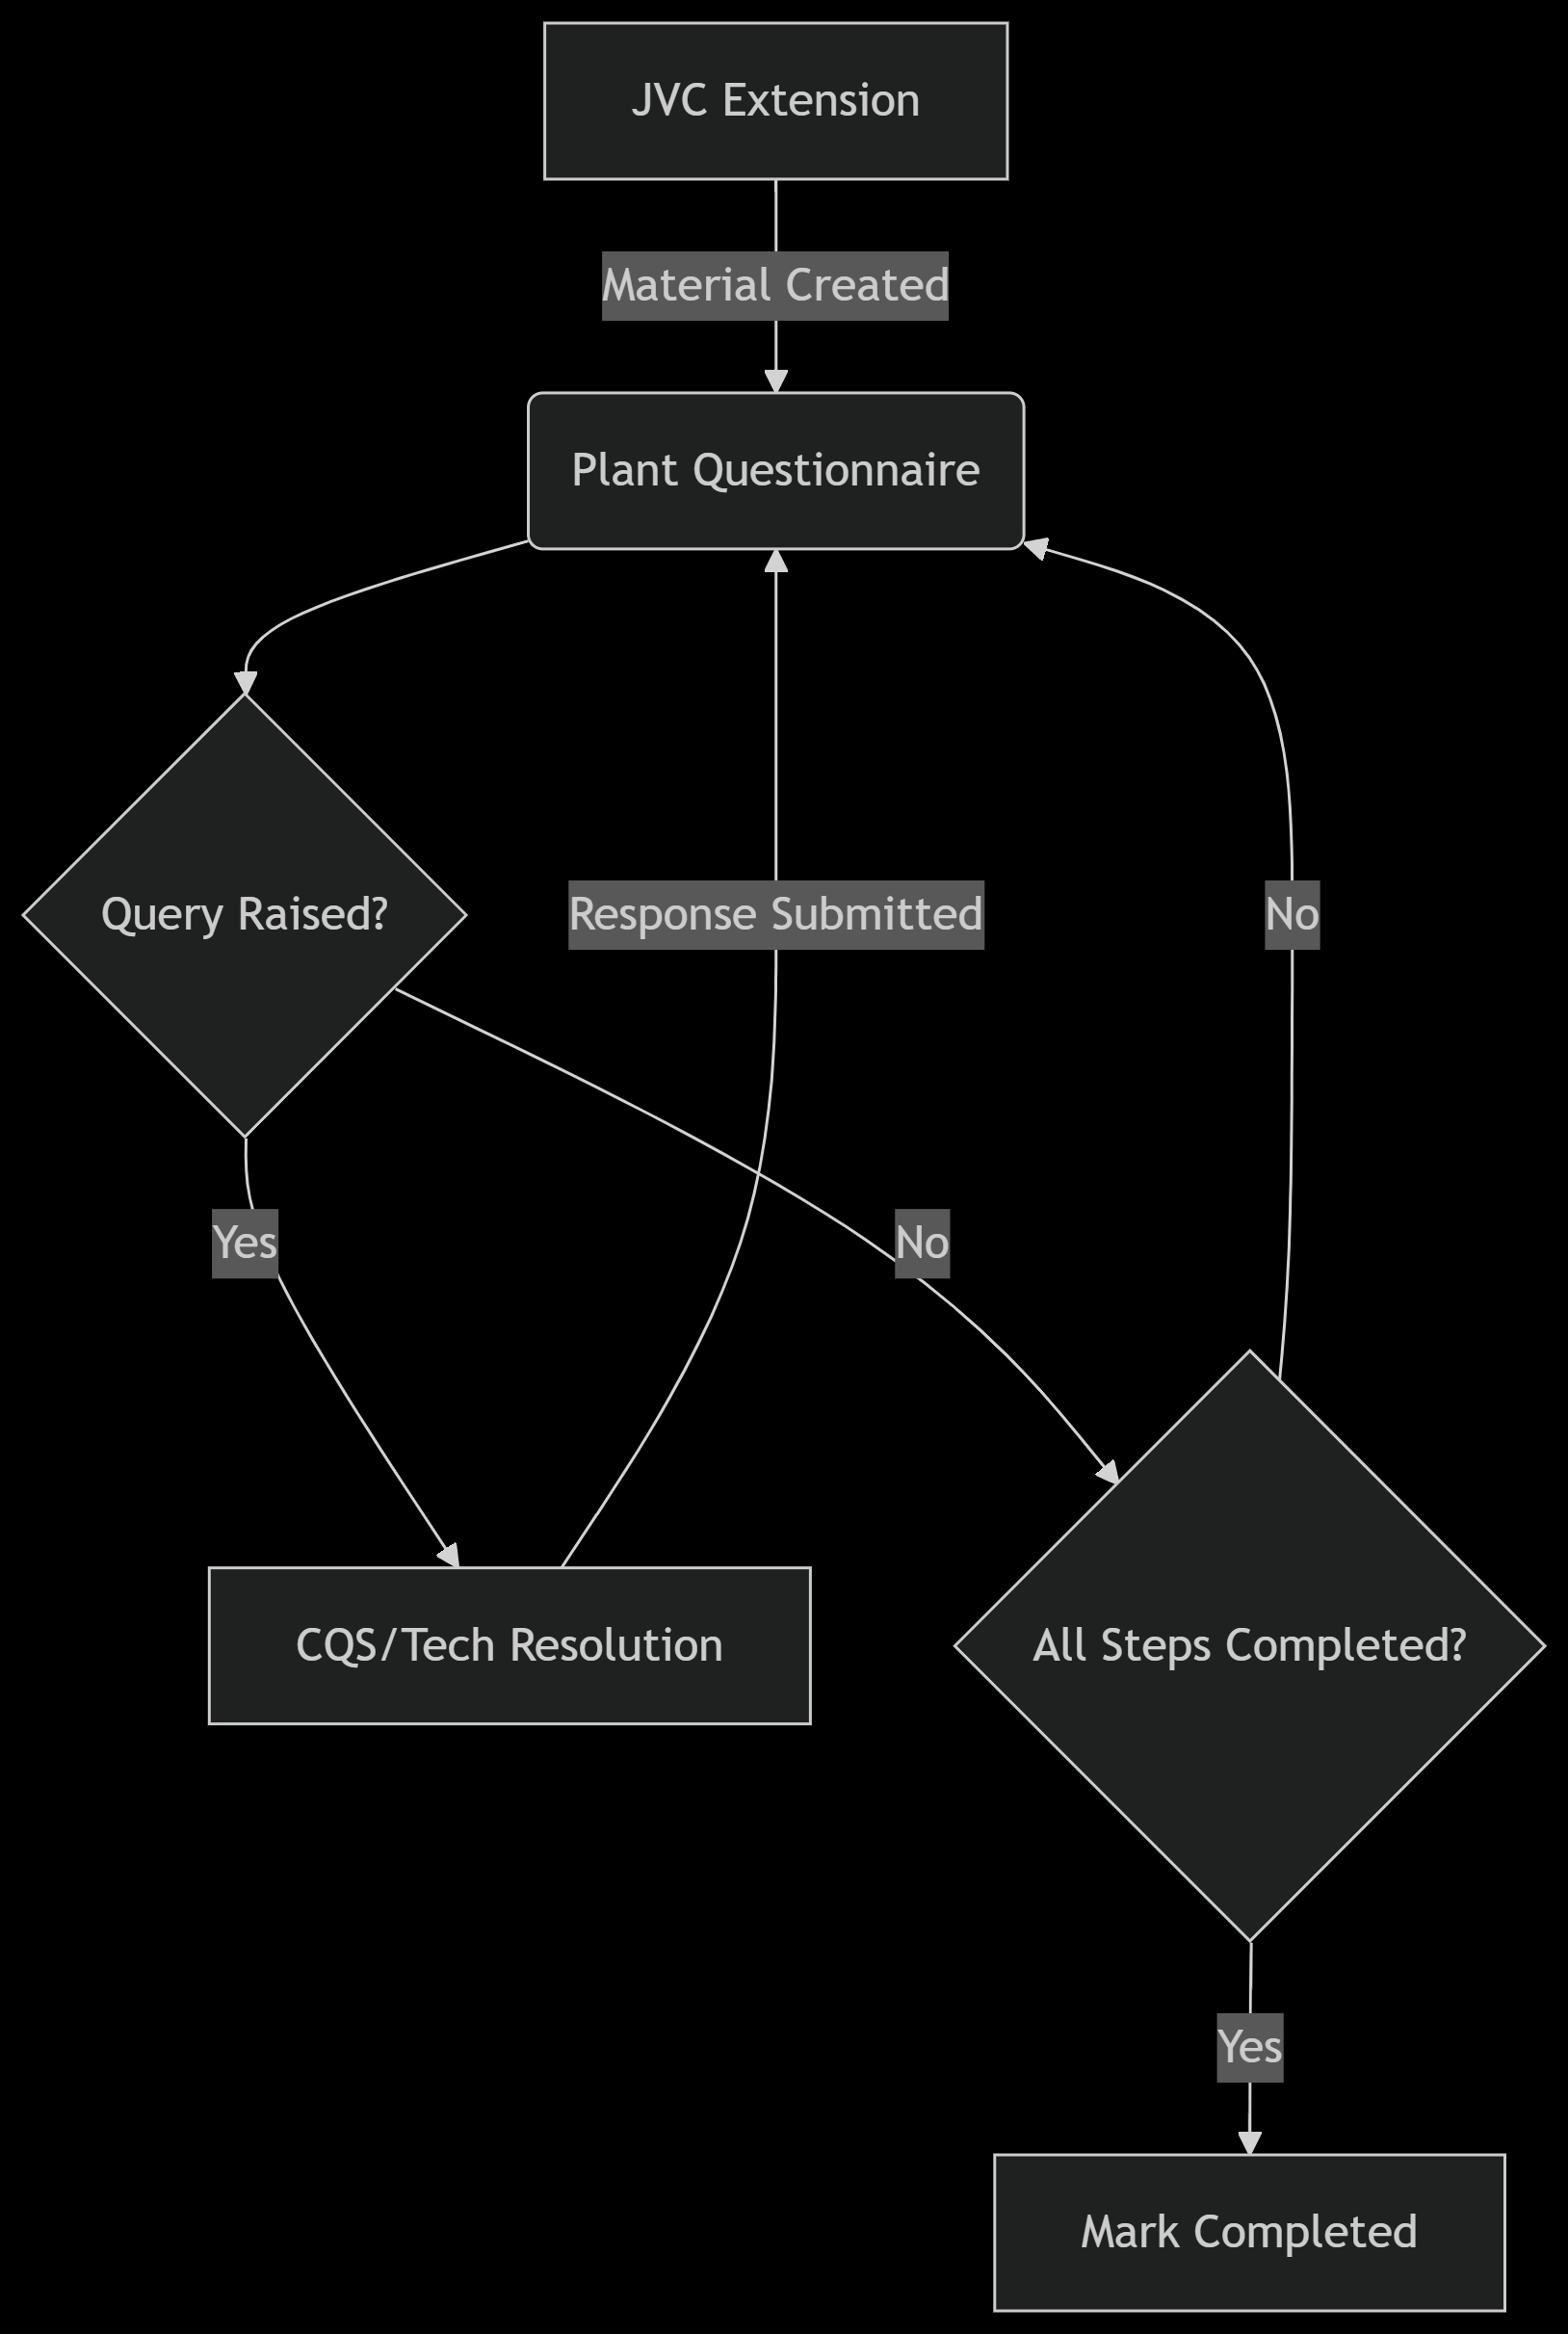 JVC Extension
Material Created
Plant Questionnaire
Query Raised?
Response Submitted
No
Yes
No
CQS/Tech Resolution
All Steps Completed?
Yes
Mark Completed